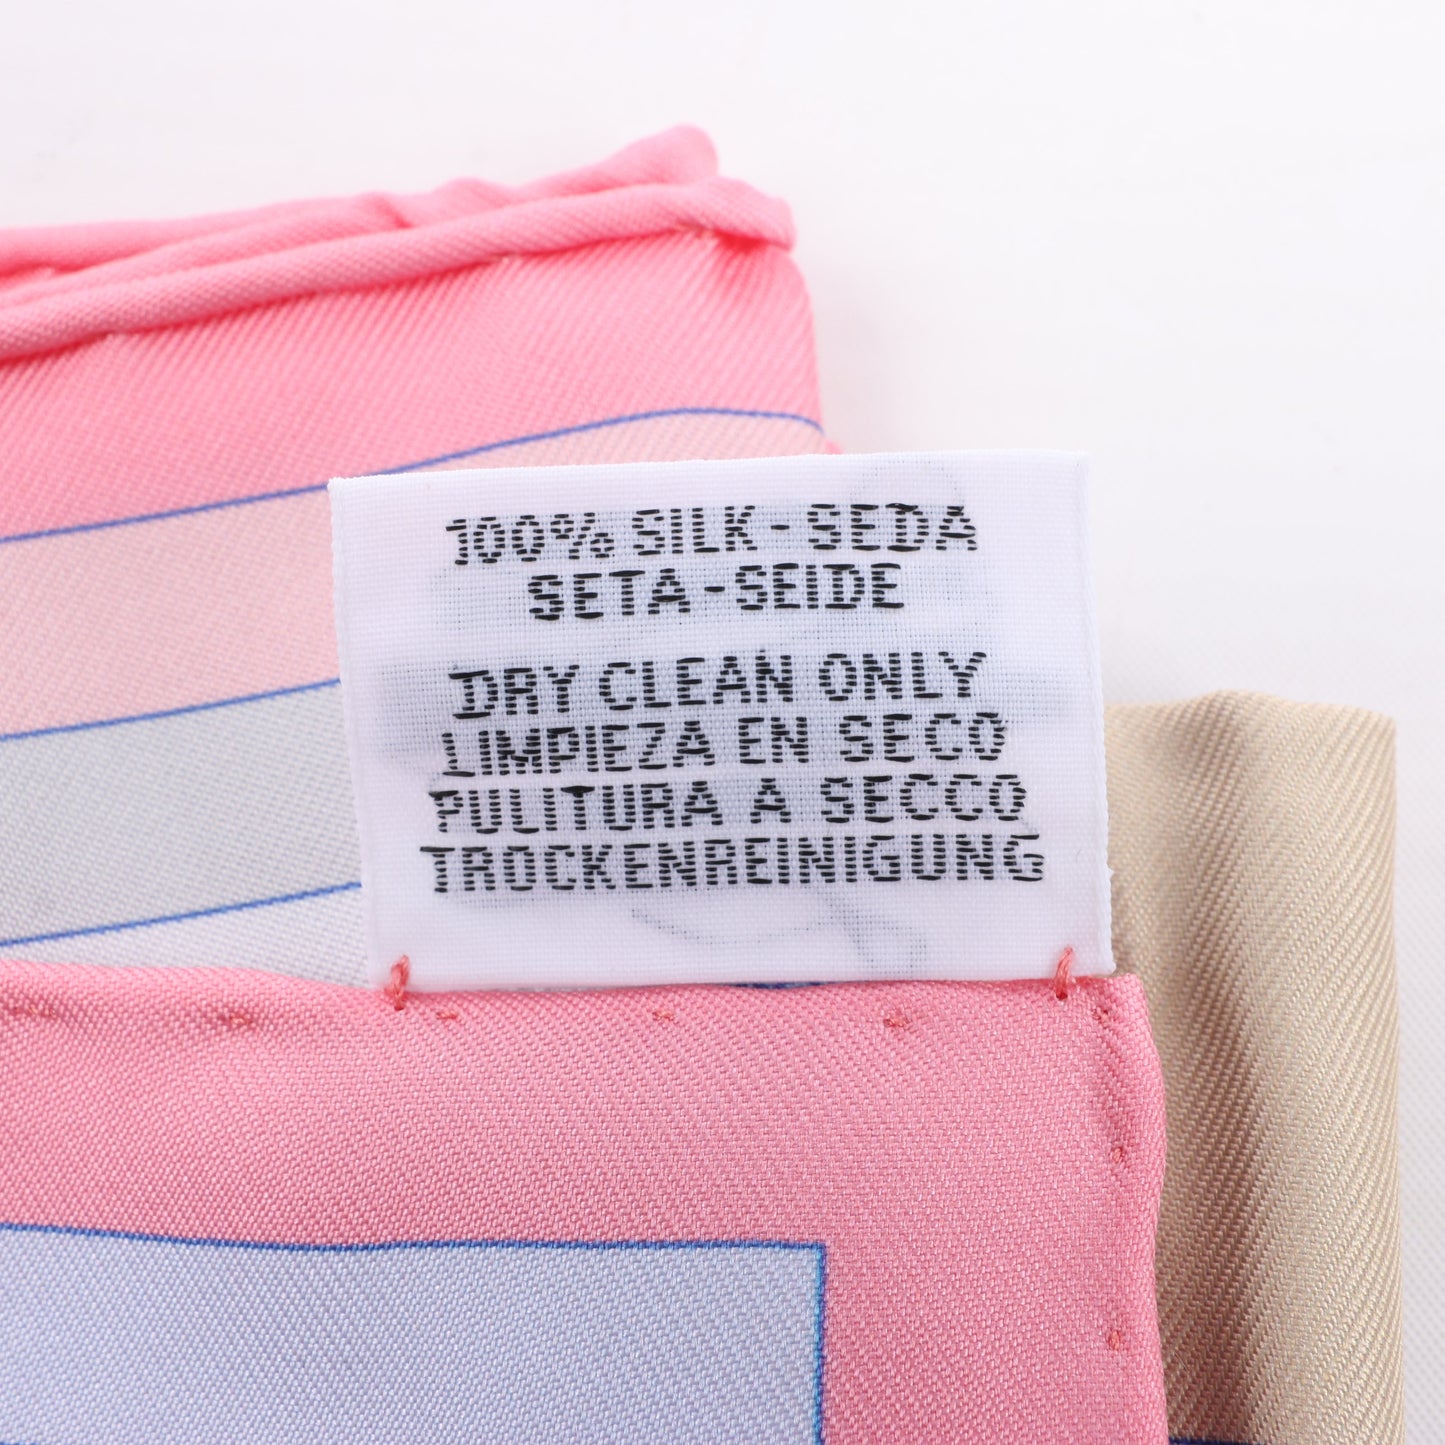 100% SILK - SEDA
SETA - SEIDE
DRY CLEAN ONLY
LIMPIEZA EN SECO
PULITURA A SECCO
TROCKENREINIGUNG